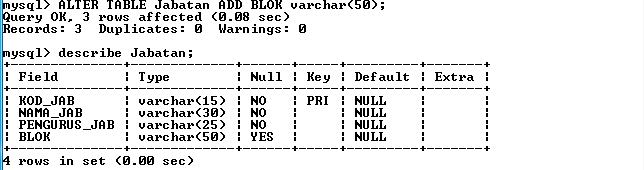 mysql> ALTER TABLE Jabatan ADD BLOK varchar(50);
Query OK, 3 rows affected (0.08 sec)
Records: 3  Duplicates: 0  Warnings: 0

mysql> describe Jabatan;
+--------------+-------------+------+-----+---------+-------+
| Field        | Type        | Null | Key | Default | Extra |
+--------------+-------------+------+-----+---------+-------+
| KOD_JAB      | varchar(15) | NO   | PRI | NULL    |       |
| NAMA_JAB     | varchar(30) | NO   |     | NULL    |       |
| PENGURUS_JAB | varchar(25) | NO   |     | NULL    |       |
| BLOK         | varchar(50) | YES  |     | NULL    |       |
+--------------+-------------+------+-----+---------+-------+
4 rows in set (0.00 sec)